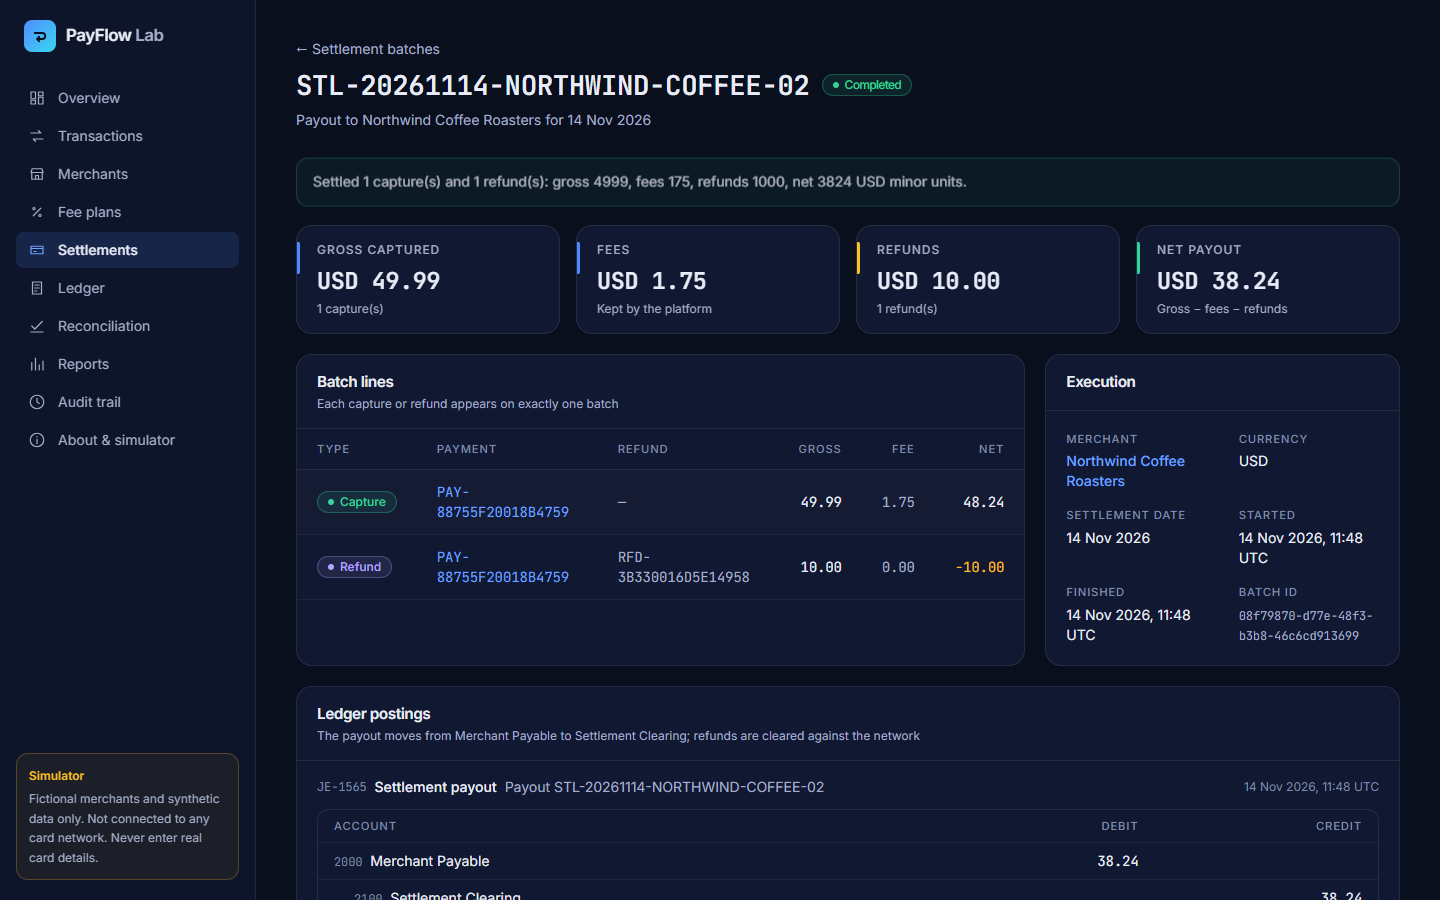 PayFlow Lab
Overview
Transactions
Merchants
Fee plans
Settlements
Ledger
Reconciliation
Reports
Audit trail
About & simulator
Simulator
Fictional merchants and synthetic
data only. Not connected to any
card network. Never enter real
card details.
← Settlement batches
STL-20261114-NORTHWIND-COFFEE-02 Completed
Payout to Northwind Coffee Roasters for 14 Nov 2026
Settled 1 capture(s) and 1 refund(s): gross 4999, fees 175, refunds 1000, net 3824 USD minor units.
GROSS CAPTURED
USD 49.99
1 capture(s)
FEES
USD 1.75
Kept by the platform
REFUNDS
USD 10.00
1 refund(s)
NET PAYOUT
USD 38.24
Gross − fees − refunds
Batch lines
Each capture or refund appears on exactly one batch
TYPE PAYMENT REFUND GROSS FEE NET
Capture PAY-
88755F20018B4759 — 49.99 1.75 48.24
Refund PAY-
88755F20018B4759 RFD-
3B330016D5E14958 10.00 0.00 -10.00
Execution
MERCHANT
Northwind Coffee
Roasters
CURRENCY
USD
SETTLEMENT DATE
14 Nov 2026
STARTED
14 Nov 2026, 11:48
UTC
FINISHED
14 Nov 2026, 11:48
UTC
BATCH ID
08f79870-d77e-48f3-
b3b8-46c6cd913699
Ledger postings
The payout moves from Merchant Payable to Settlement Clearing; refunds are cleared against the network
JE-1565 Settlement payout Payout STL-20261114-NORTHWIND-COFFEE-02 14 Nov 2026, 11:48 UTC
ACCOUNT DEBIT CREDIT
2000 Merchant Payable 38.24
2100 Settlement Clearing 38.24